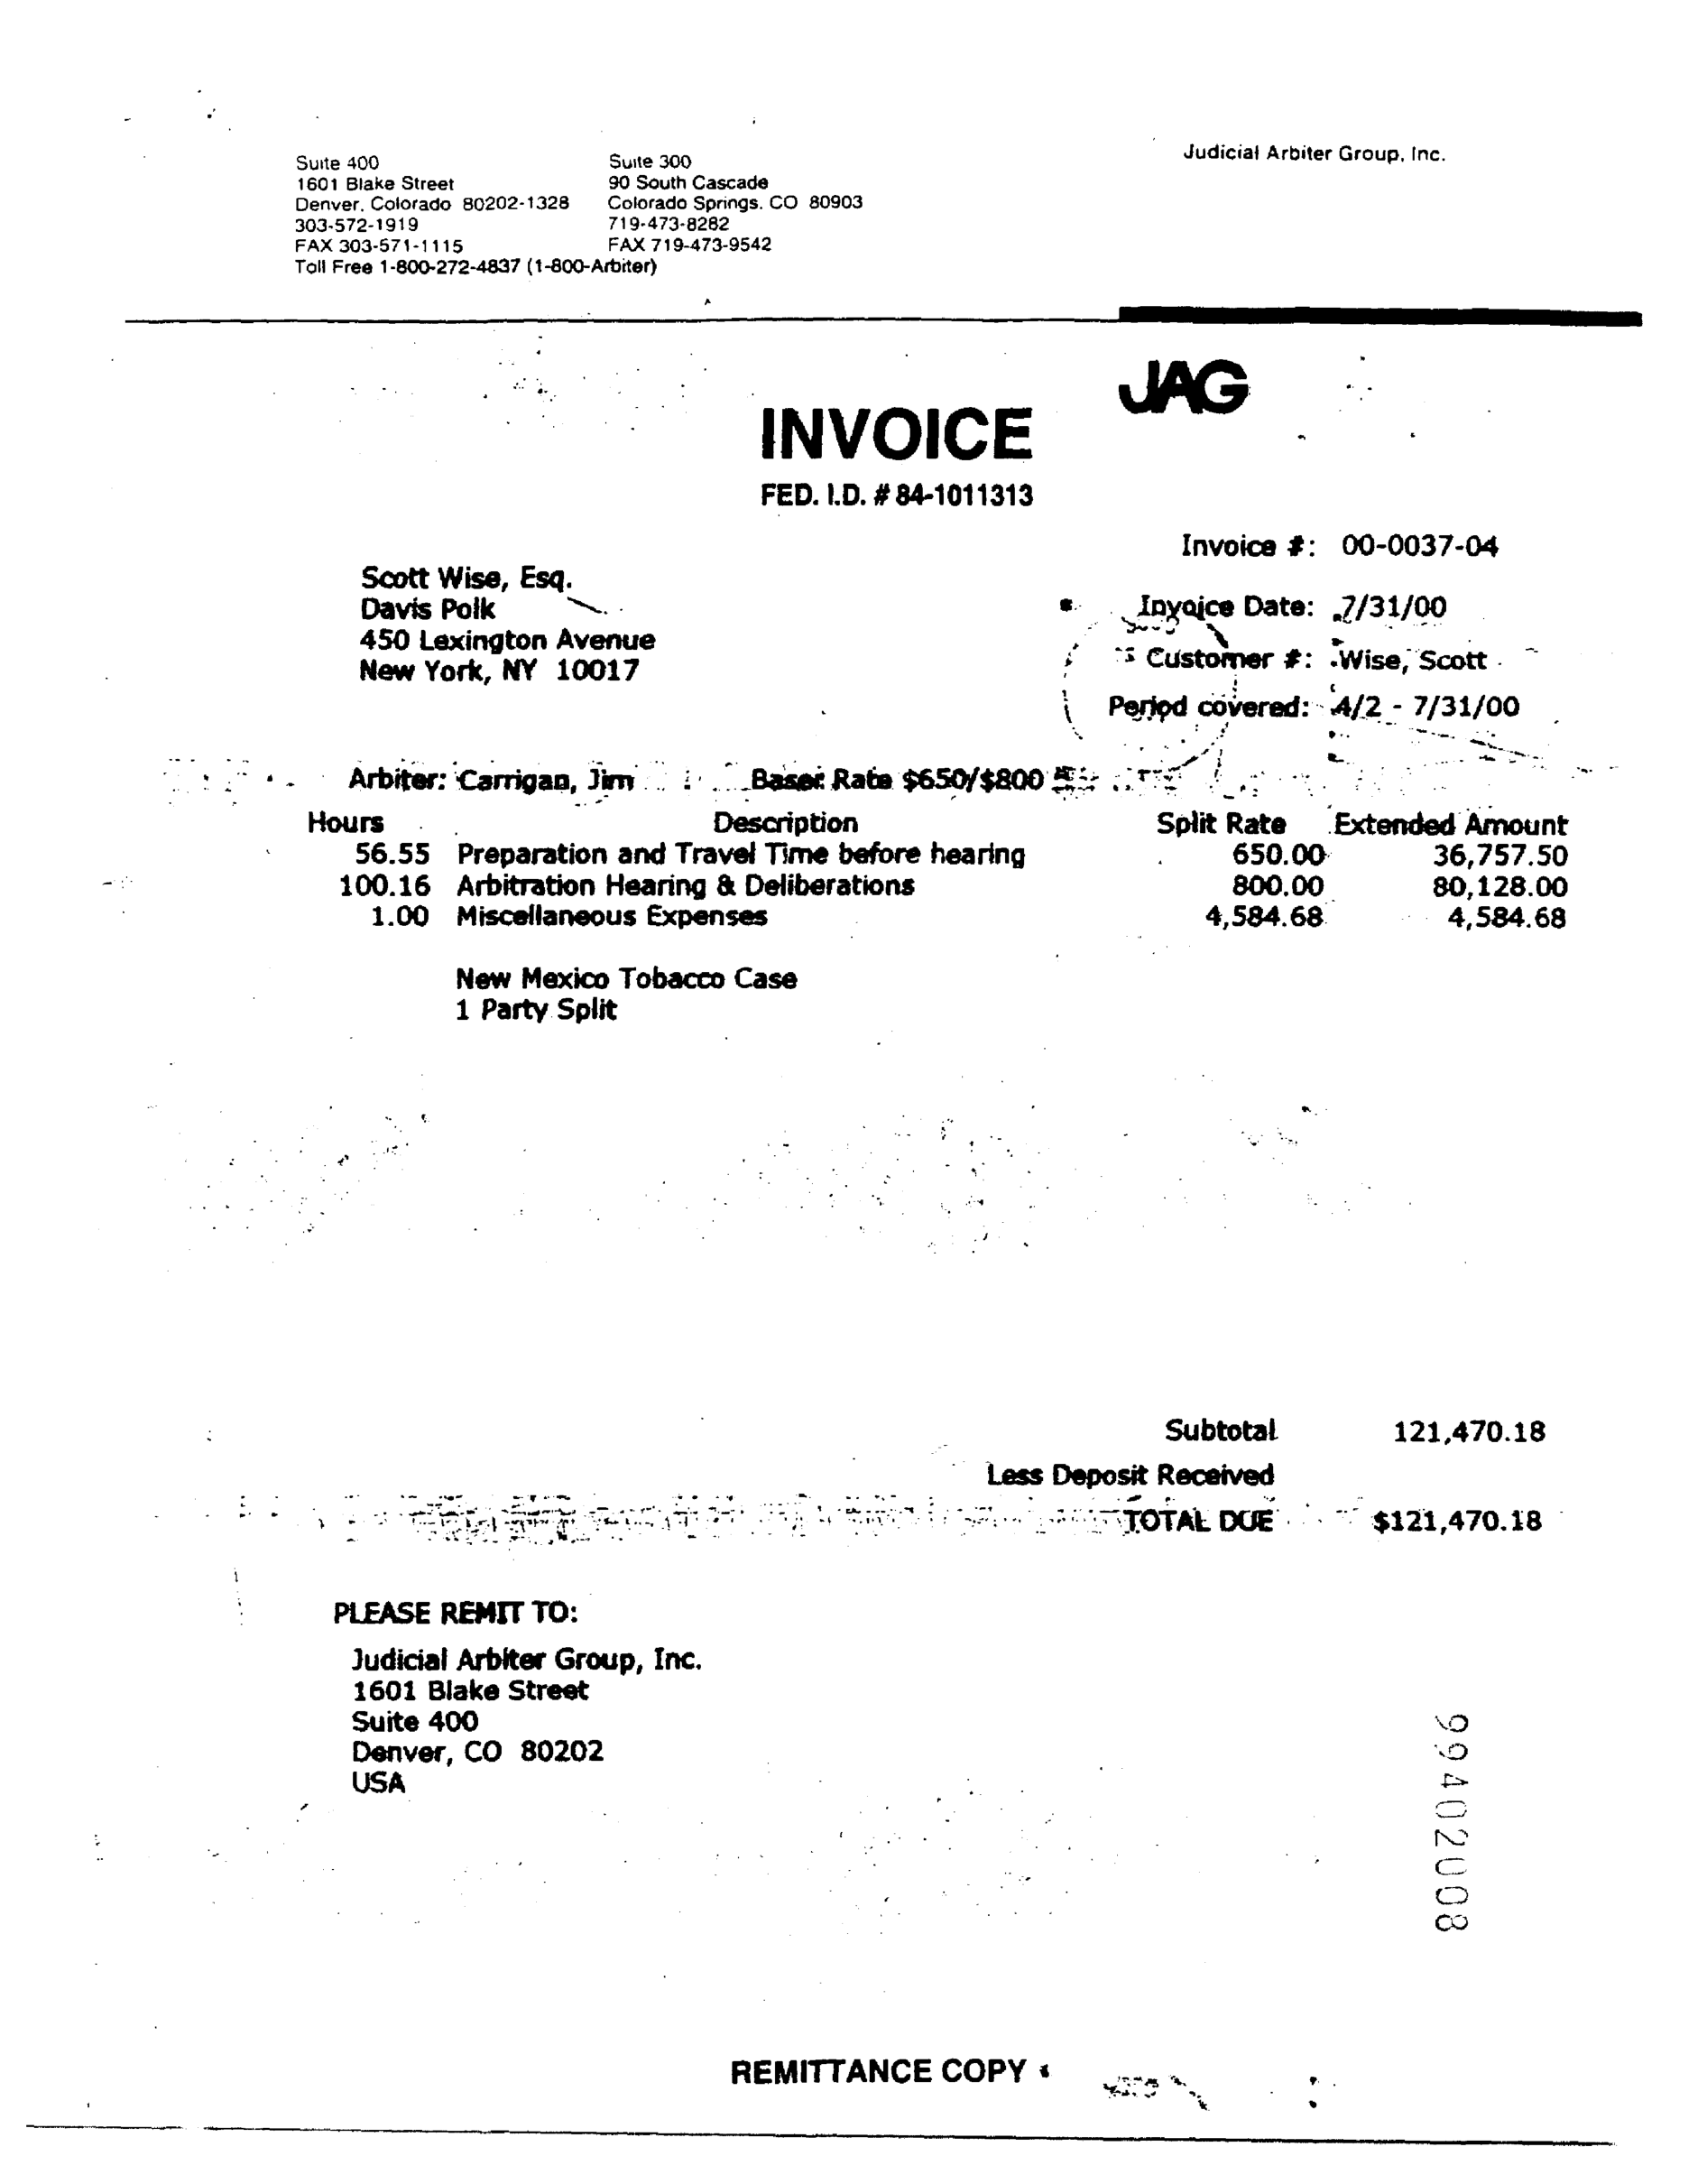 Judicial Arbiter Group, Inc.
Suite 400
1601 Blake Street
Denver, Colorado 80202-1328
303-572-1919
FAX 303-571-1115
Toll Free 1-800-272-4837 (1-800-Arbiter)
Suite 300
90 South Cascade
Colorado Springs, CO 80903
719-473-8282
FAX 719-473-9542
JAG
INVOICE
FED. I.D. # 84-1011313
Invoice #: 00-0037-04
Scott Wise, Esq.
Davis Polk
450 Lexington Avenue
New York, NY 10017
Invoice Date: 7/31/00
Customer #: Wise, Scott
Period covered: 4/2 - 7/31/00
Arbiter: Carrigan, Jim Base Rate $650/$800
Hours Description Split Rate Extended Amount
56.55 Preparation and Travel Time before hearing 650.00 36,757.50
100.16 Arbitration Hearing & Deliberations 800.00 80,128.00
1.00 Miscellaneous Expenses 4,584.68 4,584.68
New Mexico Tobacco Case
1 Party Split
Subtotal 121,470.18
Less Deposit Received
TOTAL DUE $121,470.18
PLEASE REMIT TO:
Judicial Arbiter Group, Inc.
1601 Blake Street
Suite 400
Denver, CO 80202
USA
99402008
REMITTANCE COPY